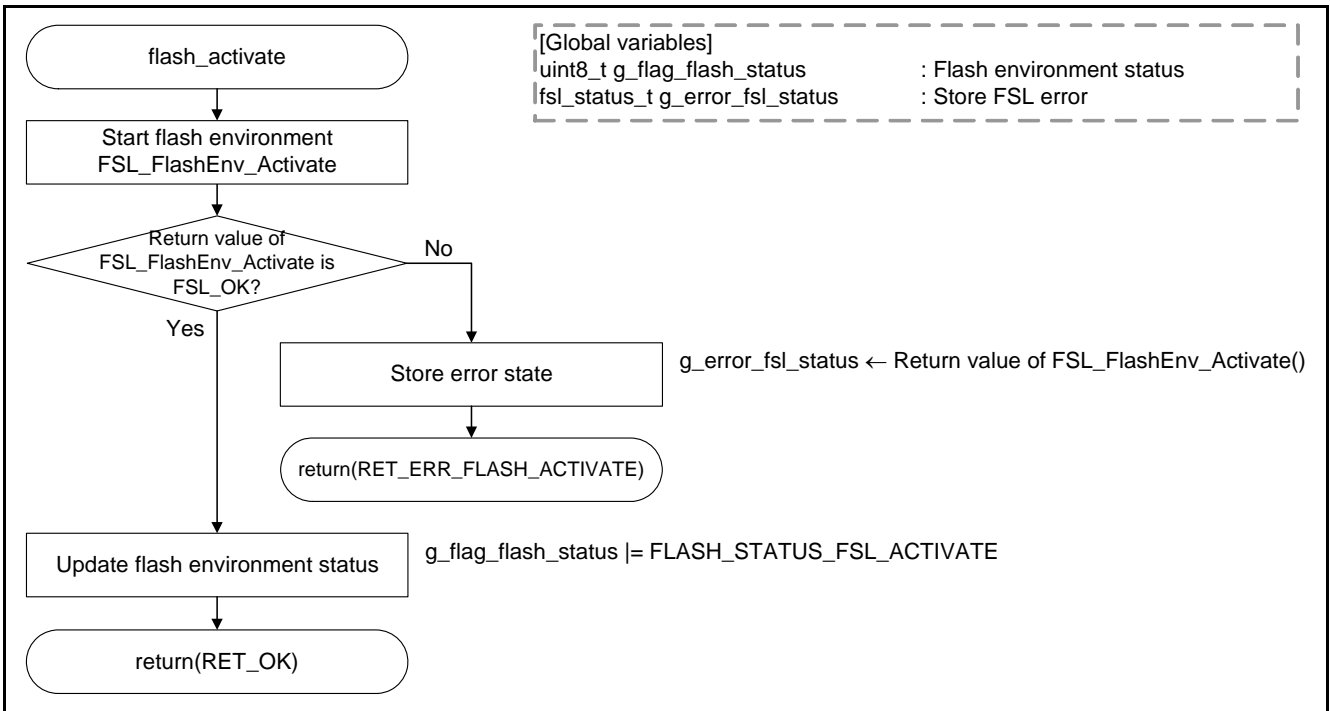 flash_activate
[Global variables]
uint8_t g_flag_flash_status : Flash environment status
fsl_status_t g_error_fsl_status : Store FSL error
Start flash environment
FSL_FlashEnv_Activate
Return value of
FSL_FlashEnv_Activate is
FSL_OK?
No
Yes
Store error state
g_error_fsl_status ← Return value of FSL_FlashEnv_Activate()
return(RET_ERR_FLASH_ACTIVATE)
Update flash environment status
g_flag_flash_status |= FLASH_STATUS_FSL_ACTIVATE
return(RET_OK)